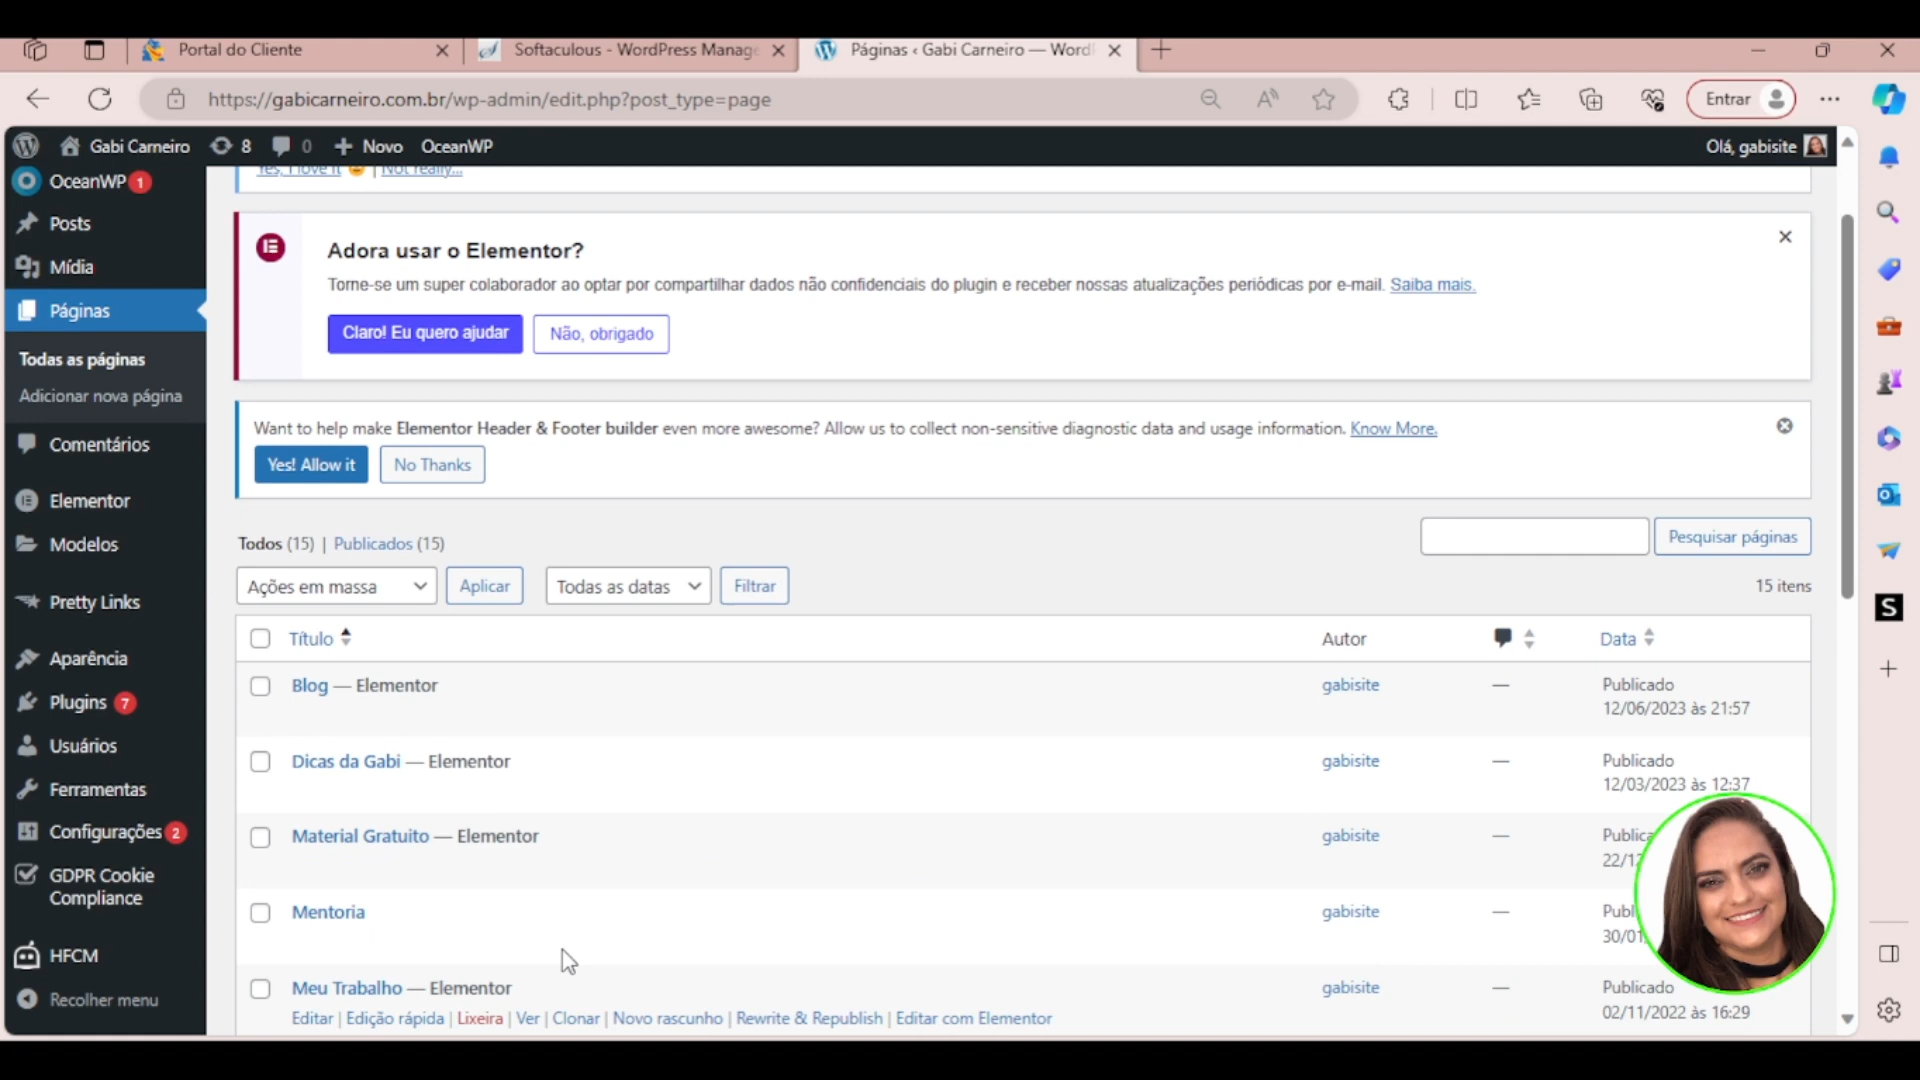 Portal do Cliente
Softaculous - WordPress Manage
Páginas ‹ Gabi Carneiro — WordP
https://gabicarneiro.com.br/wp-admin/edit.php?post_type=page
Entrar
Gabi Carneiro 8 0 Novo OceanWP
Olá, gabisite
OceanWP 1
Posts
Mídia
Páginas
Todas as páginas
Adicionar nova página
Comentários
Elementor
Modelos
Pretty Links
Aparência
Plugins 7
Usuários
Ferramentas
Configurações 2
GDPR Cookie
Compliance
HFCM
Recolher menu
Yes, I love it | Not really...
Adora usar o Elementor?
Torne-se um super colaborador ao optar por compartilhar dados não confidenciais do plugin e receber nossas atualizações periódicas por e-mail. Saiba mais.
Claro! Eu quero ajudar Não, obrigado
Want to help make Elementor Header & Footer builder even more awesome? Allow us to collect non-sensitive diagnostic data and usage information. Know More.
Yes! Allow it No Thanks
Todos (15) | Publicados (15)
Pesquisar páginas
Ações em massa Aplicar Todas as datas Filtrar
15 itens
Título Autor Data
Blog — Elementor gabisite — Publicado
12/06/2023 às 21:57
Dicas da Gabi — Elementor gabisite — Publicado
12/03/2023 às 12:37
Material Gratuito — Elementor gabisite — Publica
22/12
Mentoria gabisite — Publ
30/01
Meu Trabalho — Elementor gabisite — Publicado
02/11/2022 às 16:29
Editar | Edição rápida | Lixeira | Ver | Clonar | Novo rascunho | Rewrite & Republish | Editar com Elementor
S